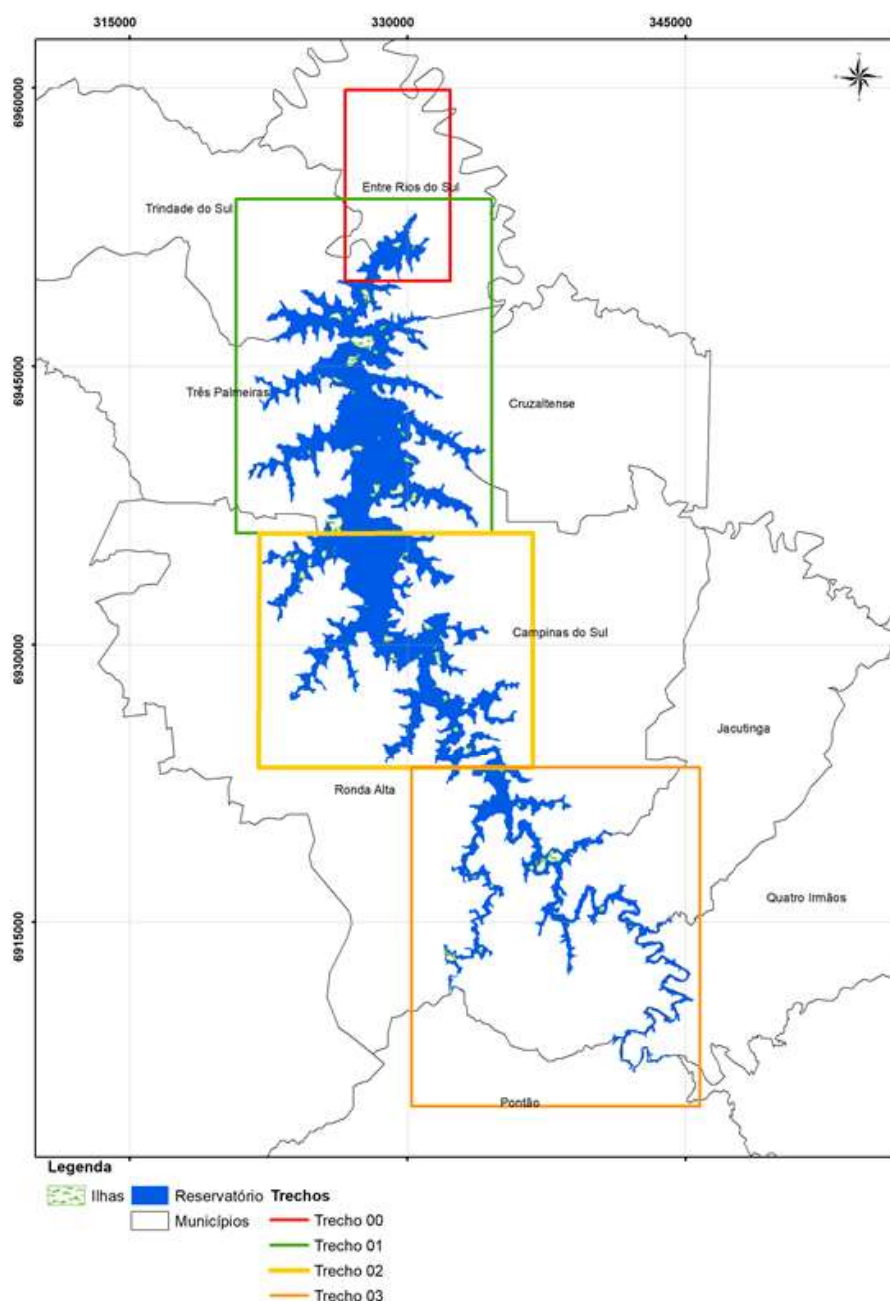 315000 330000 345000
6960000
Entre Rios do Sul
Trindade do Sul
6945000
Três Palmeiras
Cruzaltense
6930000
Campinas do Sul
Jacutinga
Ronda Alta
Quatro Irmãos
6915000
Pontão
Legenda
Ilhas Reservatório Trechos
Municípios
Trecho 00
Trecho 01
Trecho 02
Trecho 03